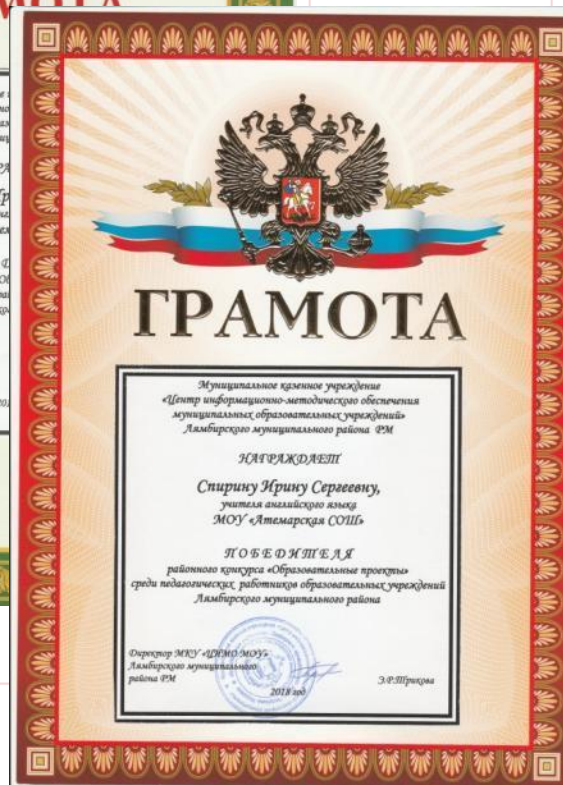 ГРАМОТА
Муниципальное казенное учреждение
«Центр информационно-методического обеспечения
муниципальных образовательных учреждений»
Лямбирского муниципального района РМ
НАГРАЖДАЕТ
Спирину Ирину Сергеевну,
учителя английского языка
МОУ «Атемарская СОШ»
ПОБЕДИТЕЛЯ
районного конкурса «Образовательные проекты»
среди педагогических работников образовательных учреждений
Лямбирского муниципального района
Директор МКУ «ЦИМО МОУ»
Лямбирского муниципального
района РМ
Э.Р.Трикова
2018 год